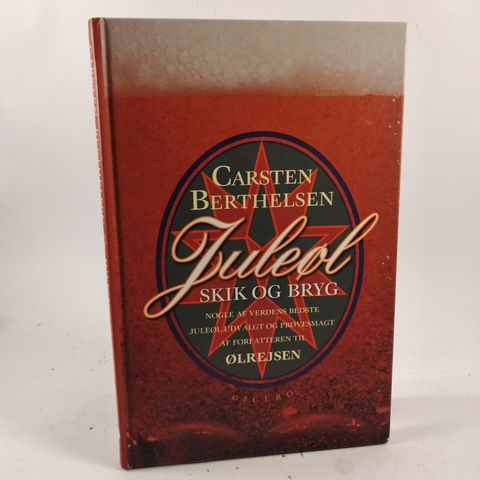 CARSTEN
BERTHELSEN
Juleøl
SKIK OG BRYG
NOGLE AF VERDENS BEDSTE
JULEØL UDVALGT OG PRØVESMAGT
AF FORFATTEREN TIL
ØLREJSEN
CICERO